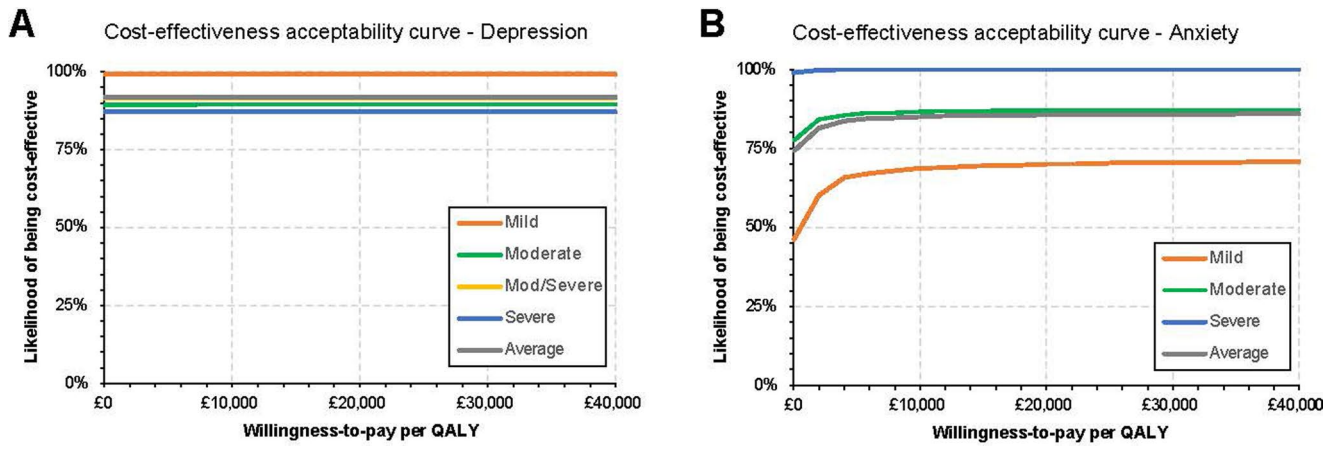 A
Cost-effectiveness acceptability curve - Depression
Likelihood of being cost-effective
100%
75%
50%
25%
0%
Mild
Moderate
Mod/Severe
Severe
Average
£0
£10,000
£20,000
£30,000
£40,000
Willingness-to-pay per QALY
B
Cost-effectiveness acceptability curve - Anxiety
Likelihood of being cost-effective
100%
75%
50%
25%
0%
Mild
Moderate
Severe
Average
£0
£10,000
£20,000
£30,000
£40,000
Willingness-to-pay per QALY